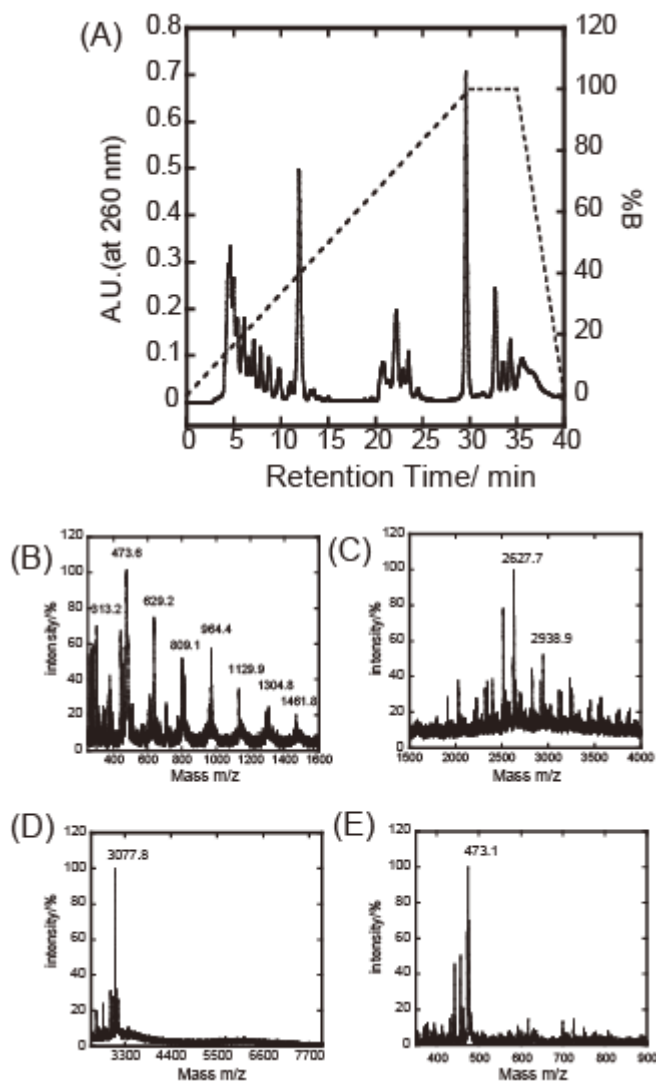 (A)
A.U.(at 260 nm)
0.8
0.7
0.6
0.5
0.4
0.3
0.2
0.1
0
120
100
80
60
40
20
0
%B
0 5 10 15 20 25 30 35 40
Retention Time/ min
(B)
intensity/%
120
100
80
60
40
20
0
313.2
473.6
629.2
809.1
964.4
1129.9
1304.8
1461.8
400 600 800 1000 1200 1400 1600
Mass m/z
(C)
intensity/%
120
100
80
60
40
20
0
2627.7
2938.9
1500 2000 2500 3000 3500 4000
Mass m/z
(D)
intensity/%
120
100
80
60
40
20
0
3077.8
3300 4400 5500 6600 7700
Mass m/z
(E)
intensity/%
120
100
80
60
40
20
0
473.1
400 500 600 700 800 900
Mass m/z